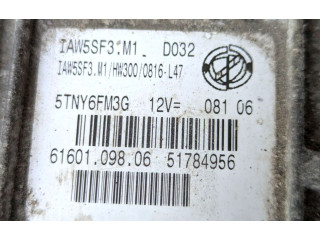 IAW5SF3.M1 D032
IAW5SF3.M1/HW300/0816-L47
5TNY6FM3G 12V= 081 06
61601.098.06 51784956